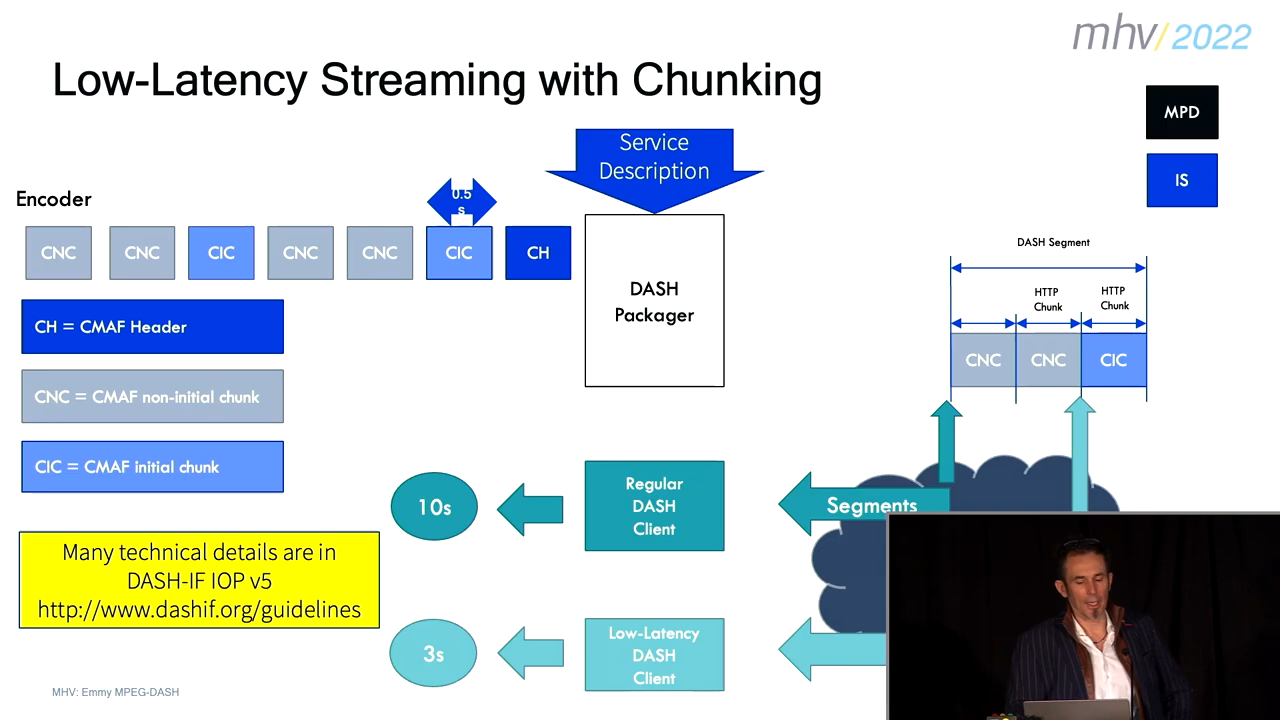 mhv/2022
Low-Latency Streaming with Chunking
MPD
Service
Description
IS
Encoder
0.5
s
DASH Segment
CNC
CNC
CIC
CNC
CNC
CIC
CH
DASH
Packager
HTTP
Chunk
HTTP
Chunk
CH = CMAF Header
CNC
CNC
CIC
CNC = CMAF non-initial chunk
CIC = CMAF initial chunk
10s
Regular
DASH
Client
Segments
Many technical details are in
DASH-IF IOP v5
http://www.dashif.org/guidelines
3s
Low-Latency
DASH
Client
MHV: Emmy MPEG-DASH